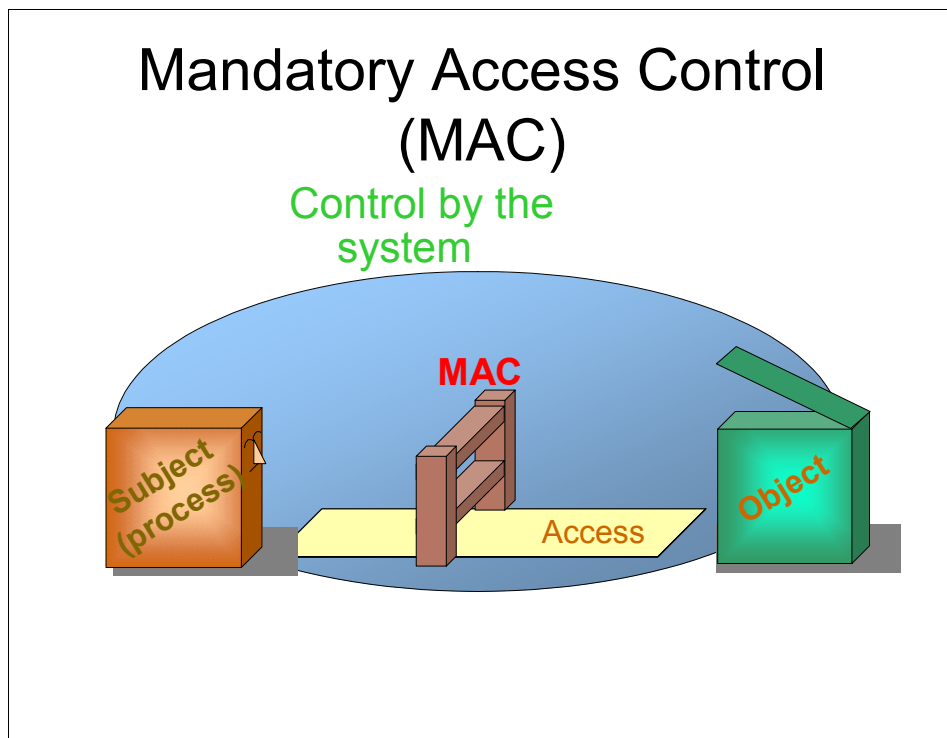 Mandatory Access Control
(MAC)
Control by the
system
MAC
Subject
(process)
Access
Object